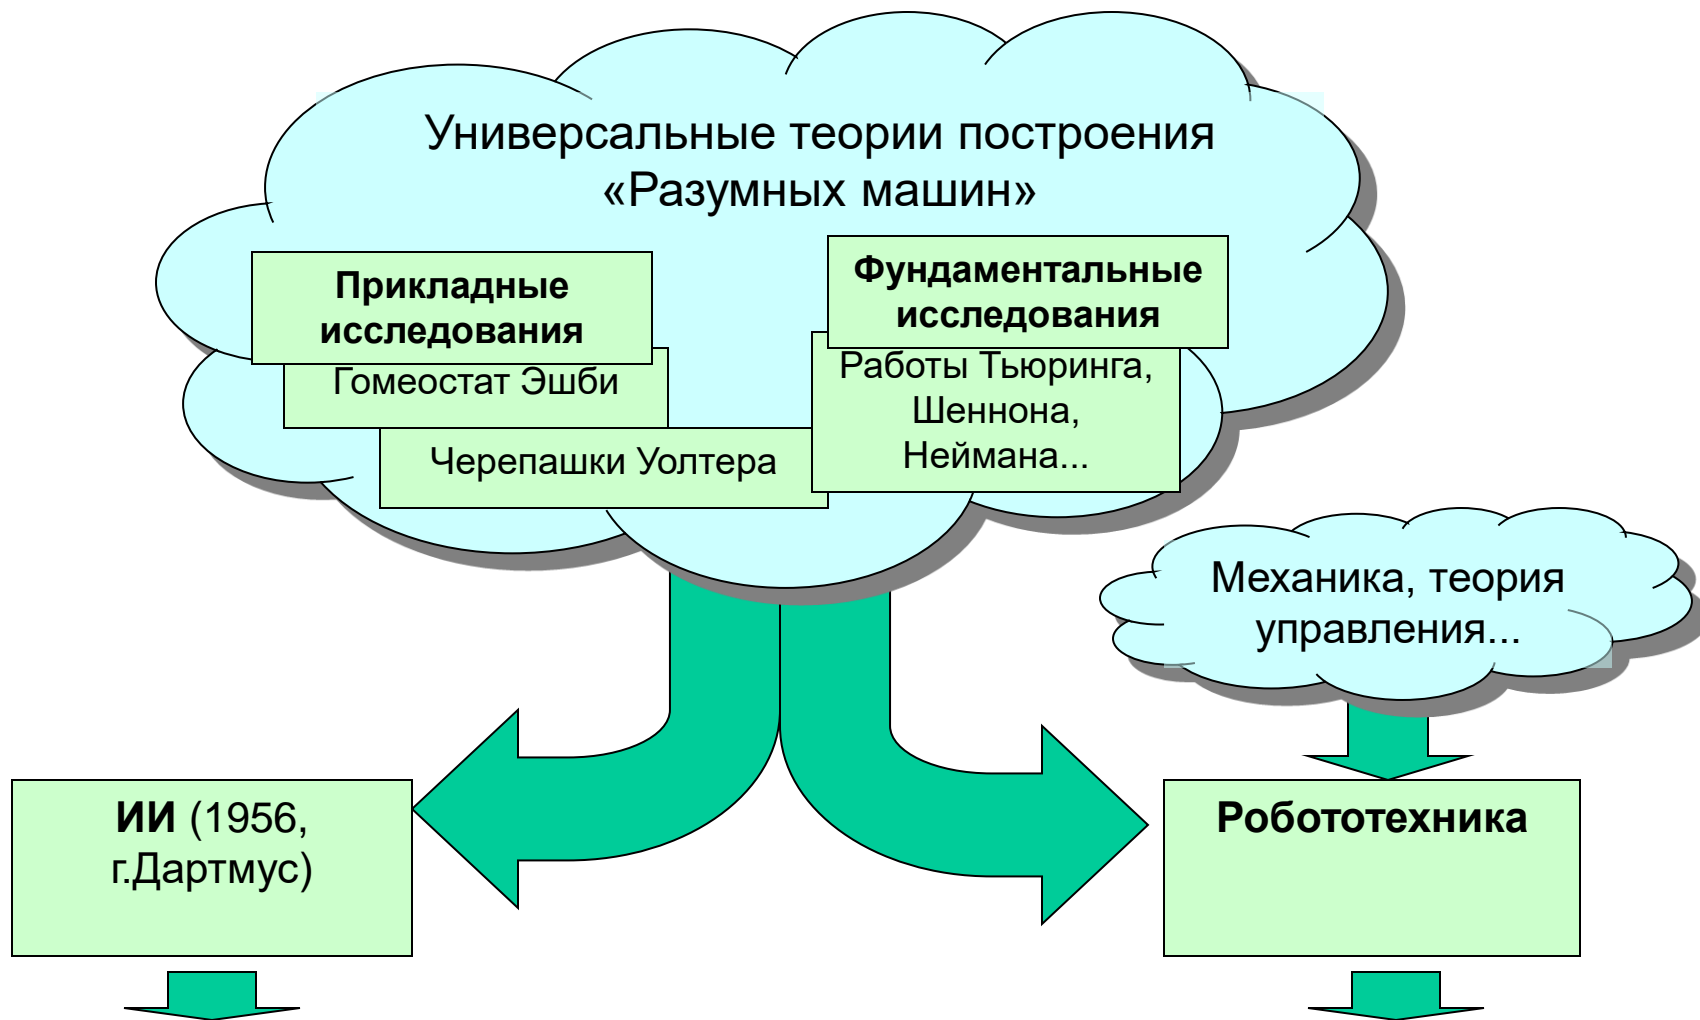 Универсальные теории построения
«Разумных машин»
Прикладные
исследования
Гомеостат Эшби
Черепашки Уолтера
Фундаментальные
исследования
Работы Тьюринга,
Шеннона,
Неймана...
Механика, теория
управления...
ИИ (1956,
г.Дартмус)
Робототехника